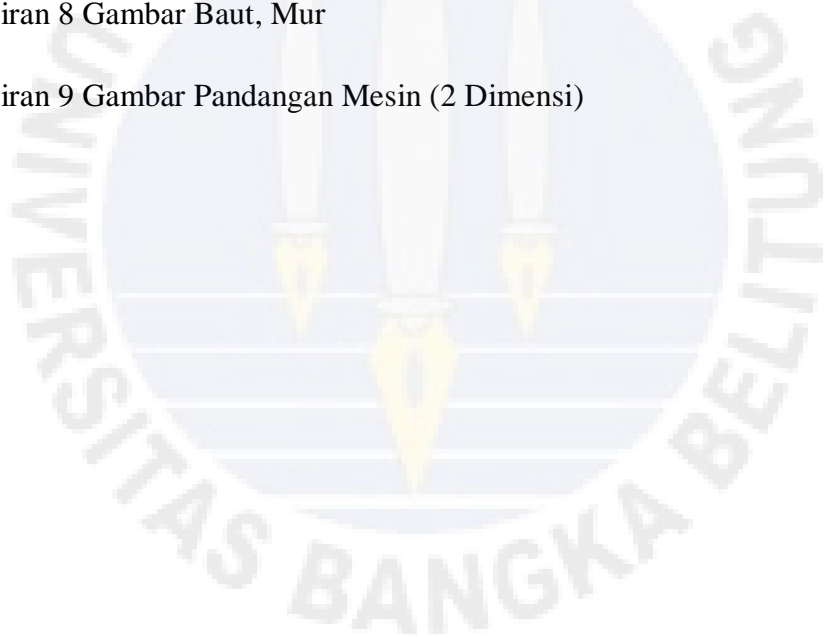 iran 8 Gambar Baut, Mur
iran 9 Gambar Pandangan Mesin (2 Dimensi)
UNIVERSITAS BANGKA BELITUNG